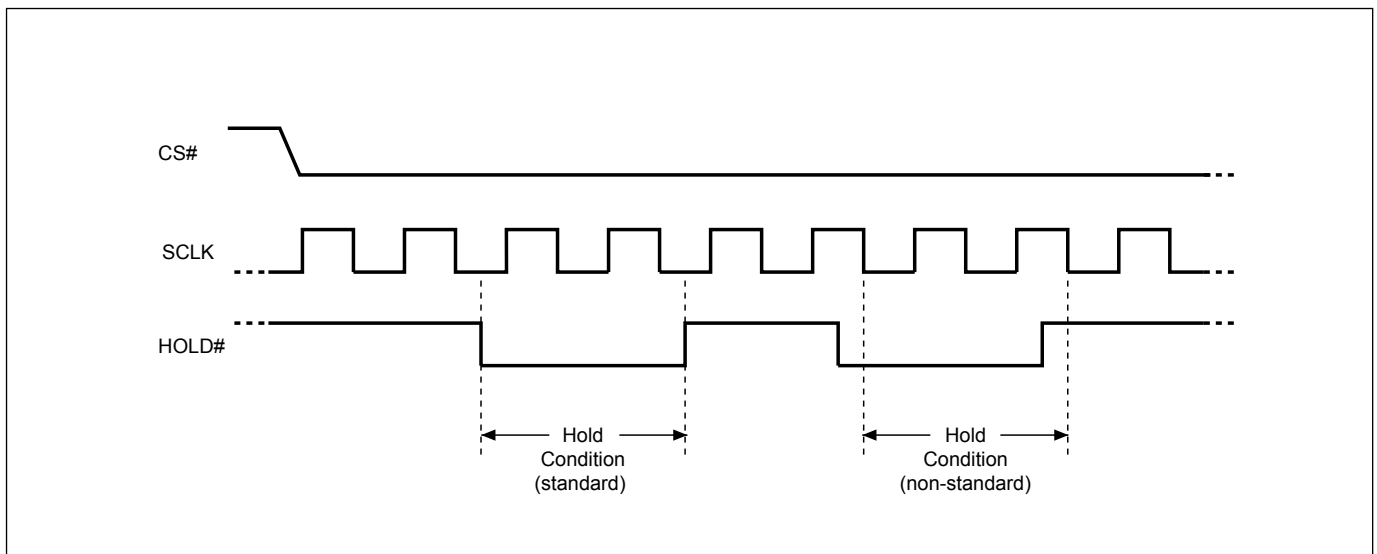 CS#
SCLK
HOLD#
Hold
Condition
(standard)
Hold
Condition
(non-standard)